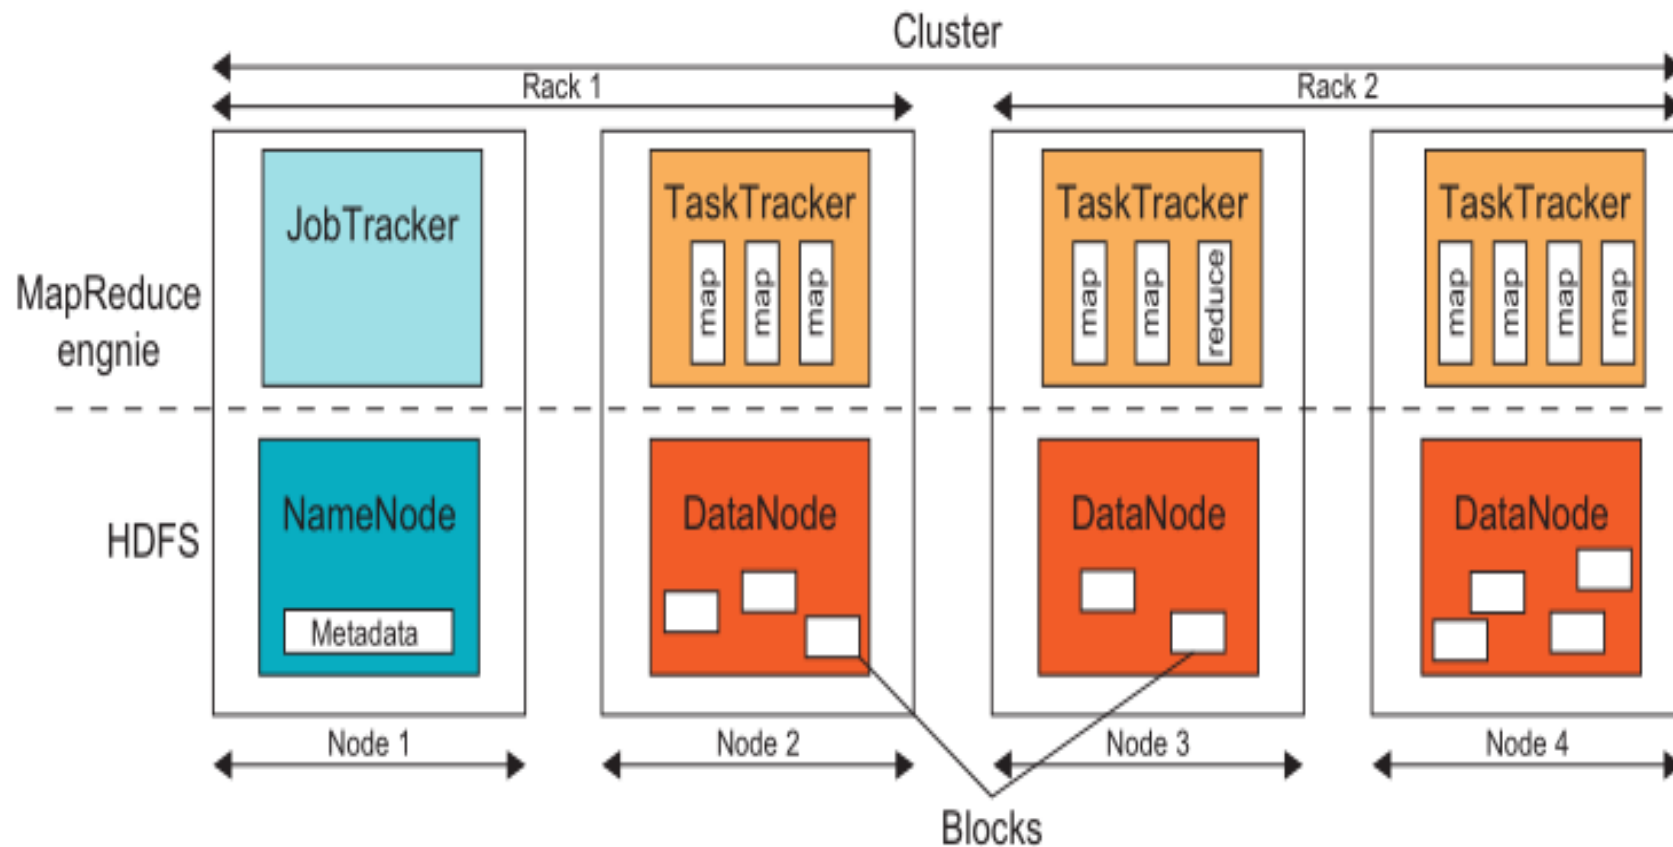 Cluster
Rack 1
Rack 2
JobTracker
TaskTracker
map
map
map
TaskTracker
map
map
reduce
TaskTracker
map
map
map
map
MapReduce
engnie
HDFS
NameNode
Metadata
DataNode
DataNode
DataNode
Node 1
Node 2
Node 3
Node 4
Blocks